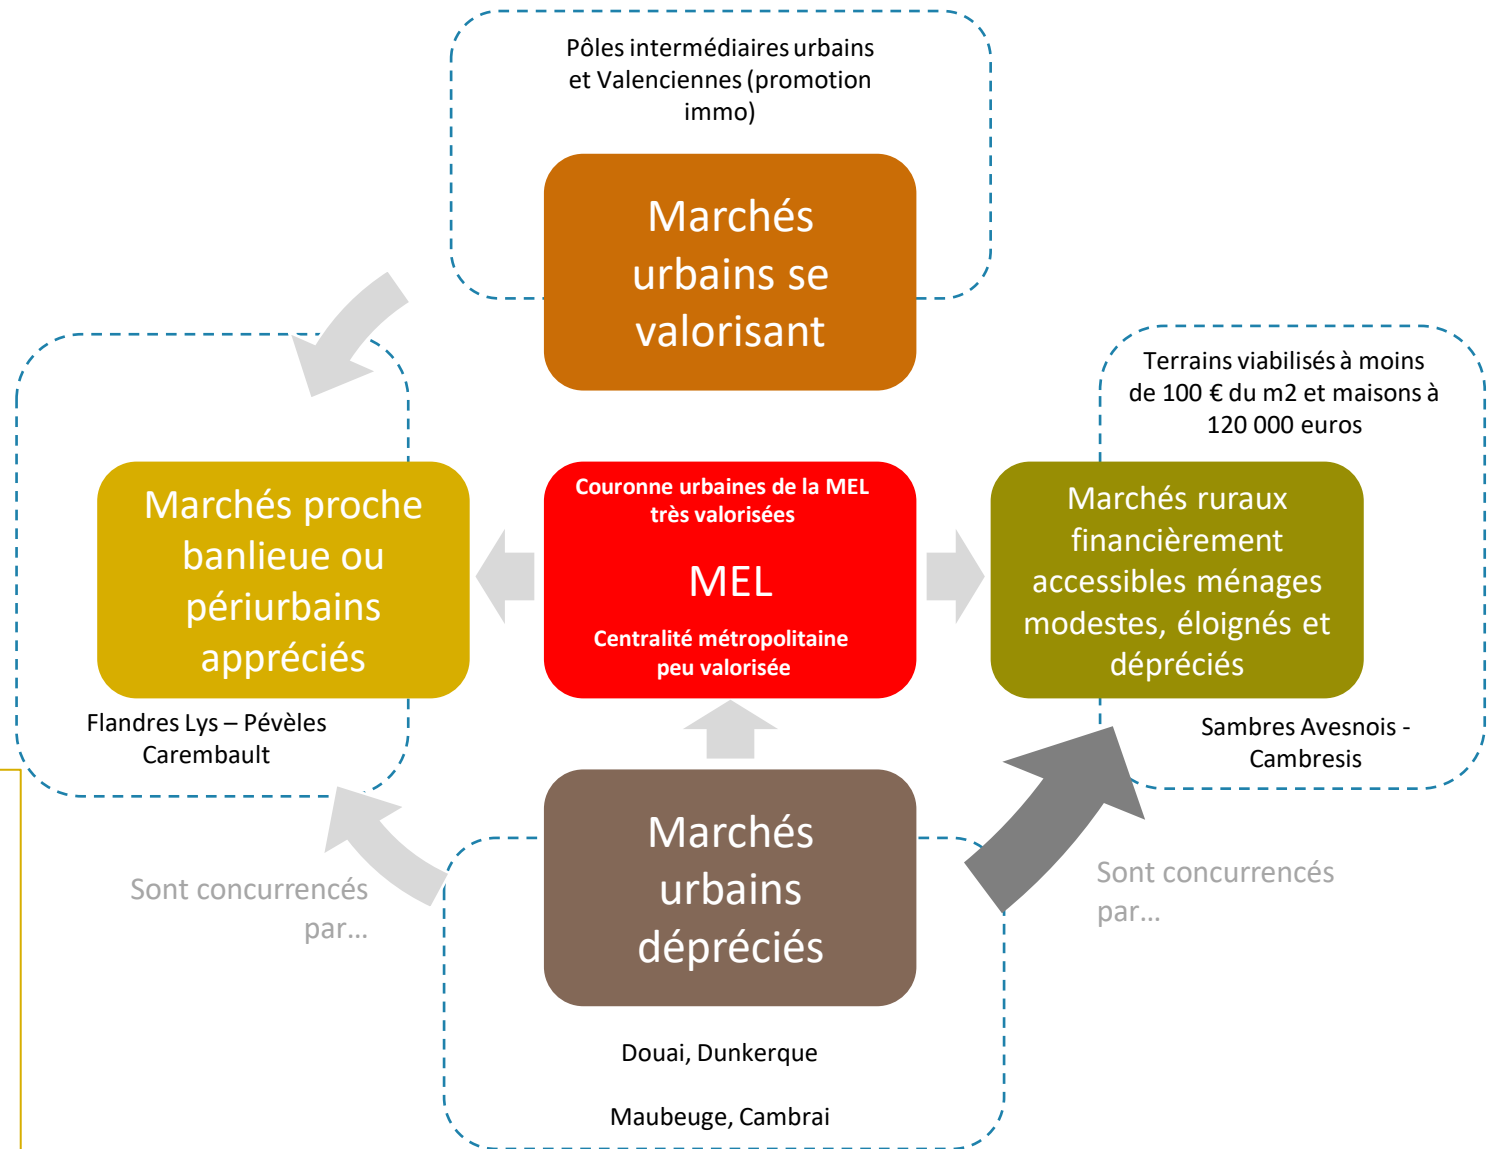 Pôles intermédiaires urbains
et Valenciennes (promotion
immo)
Marchés
urbains se
valorisant
Terrains viabilisés à moins
de 100 € du m2 et maisons à
120 000 euros
Marchés proche
banlieue ou
périurbains
appréciés
Couronne urbaines de la MEL
très valorisées
MEL
Centralité métropolitaine
peu valorisée
Marchés ruraux
financièrement
accessibles ménages
modestes, éloignés et
dépréciés
Flandres Lys – Pévèles
Carembault
Sambres Avesnois -
Cambresis
Marchés
urbains
dépréciés
Sont concurrencés
par...
Sont concurrencés
par...
Douai, Dunkerque
Maubeuge, Cambrai